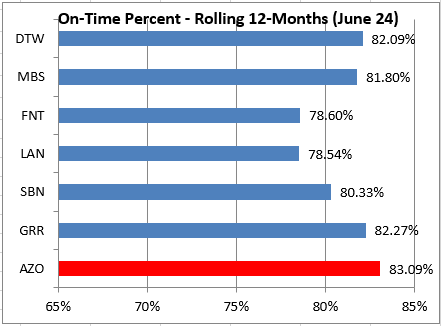 On-Time Percent - Rolling 12-Months (June 24)
DTW 82.09%
MBS 81.80%
FNT 78.60%
LAN 78.54%
SBN 80.33%
GRR 82.27%
AZO 83.09%
65% 70% 75% 80% 85%